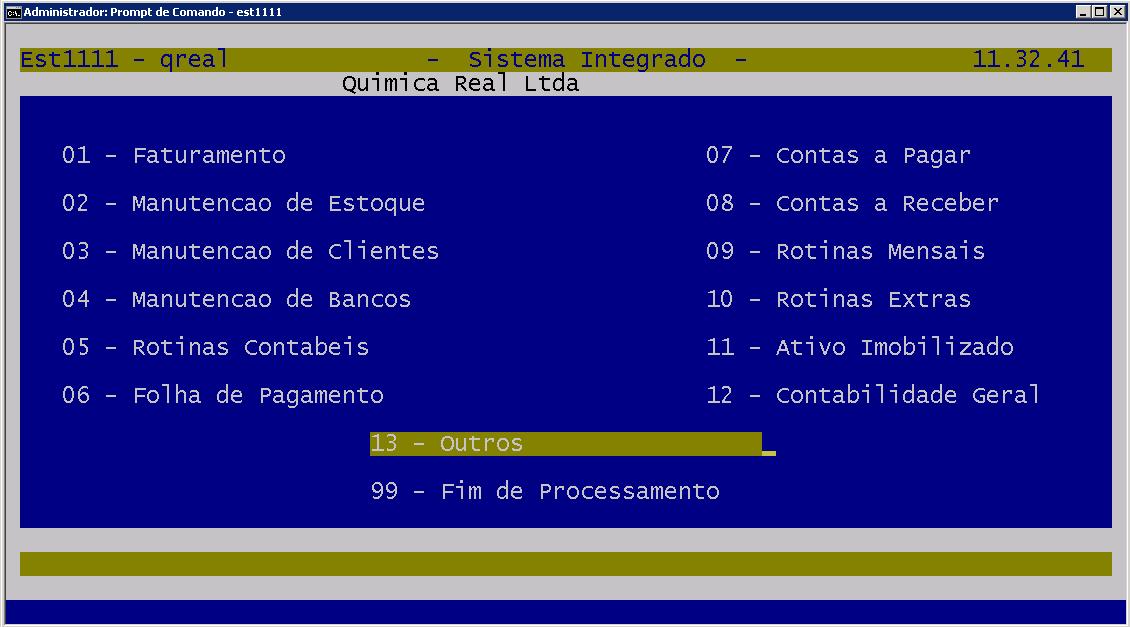 Administrador: Prompt de Comando - est1111
Est1111 - qreal - Sistema Integrado - 11.32.41
Quimica Real Ltda
01 - Faturamento 07 - Contas a Pagar
02 - Manutencao de Estoque 08 - Contas a Receber
03 - Manutencao de Clientes 09 - Rotinas Mensais
04 - Manutencao de Bancos 10 - Rotinas Extras
05 - Rotinas Contabeis 11 - Ativo Imobilizado
06 - Folha de Pagamento 12 - Contabilidade Geral
13 - Outros
99 - Fim de Processamento